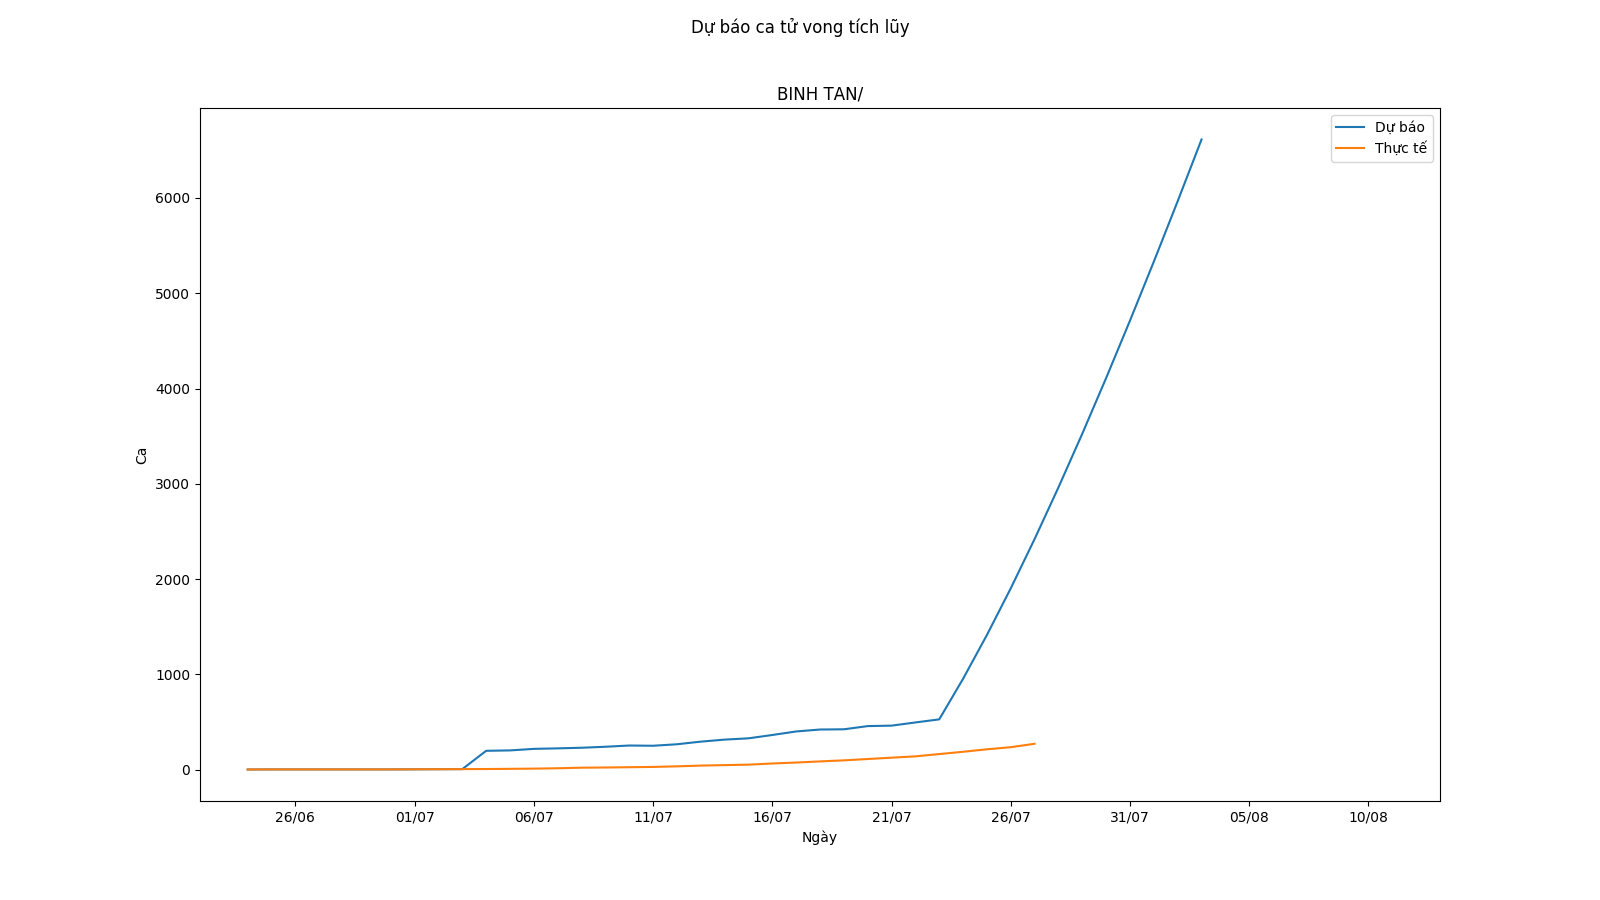 Dự báo ca tử vong tích lũy
BINH TAN/
Dự báo
Thực tế
6000
5000
4000
3000
2000
1000
0
Ca
26/06 01/07 06/07 11/07 16/07 21/07 26/07 31/07 05/08 10/08
Ngày